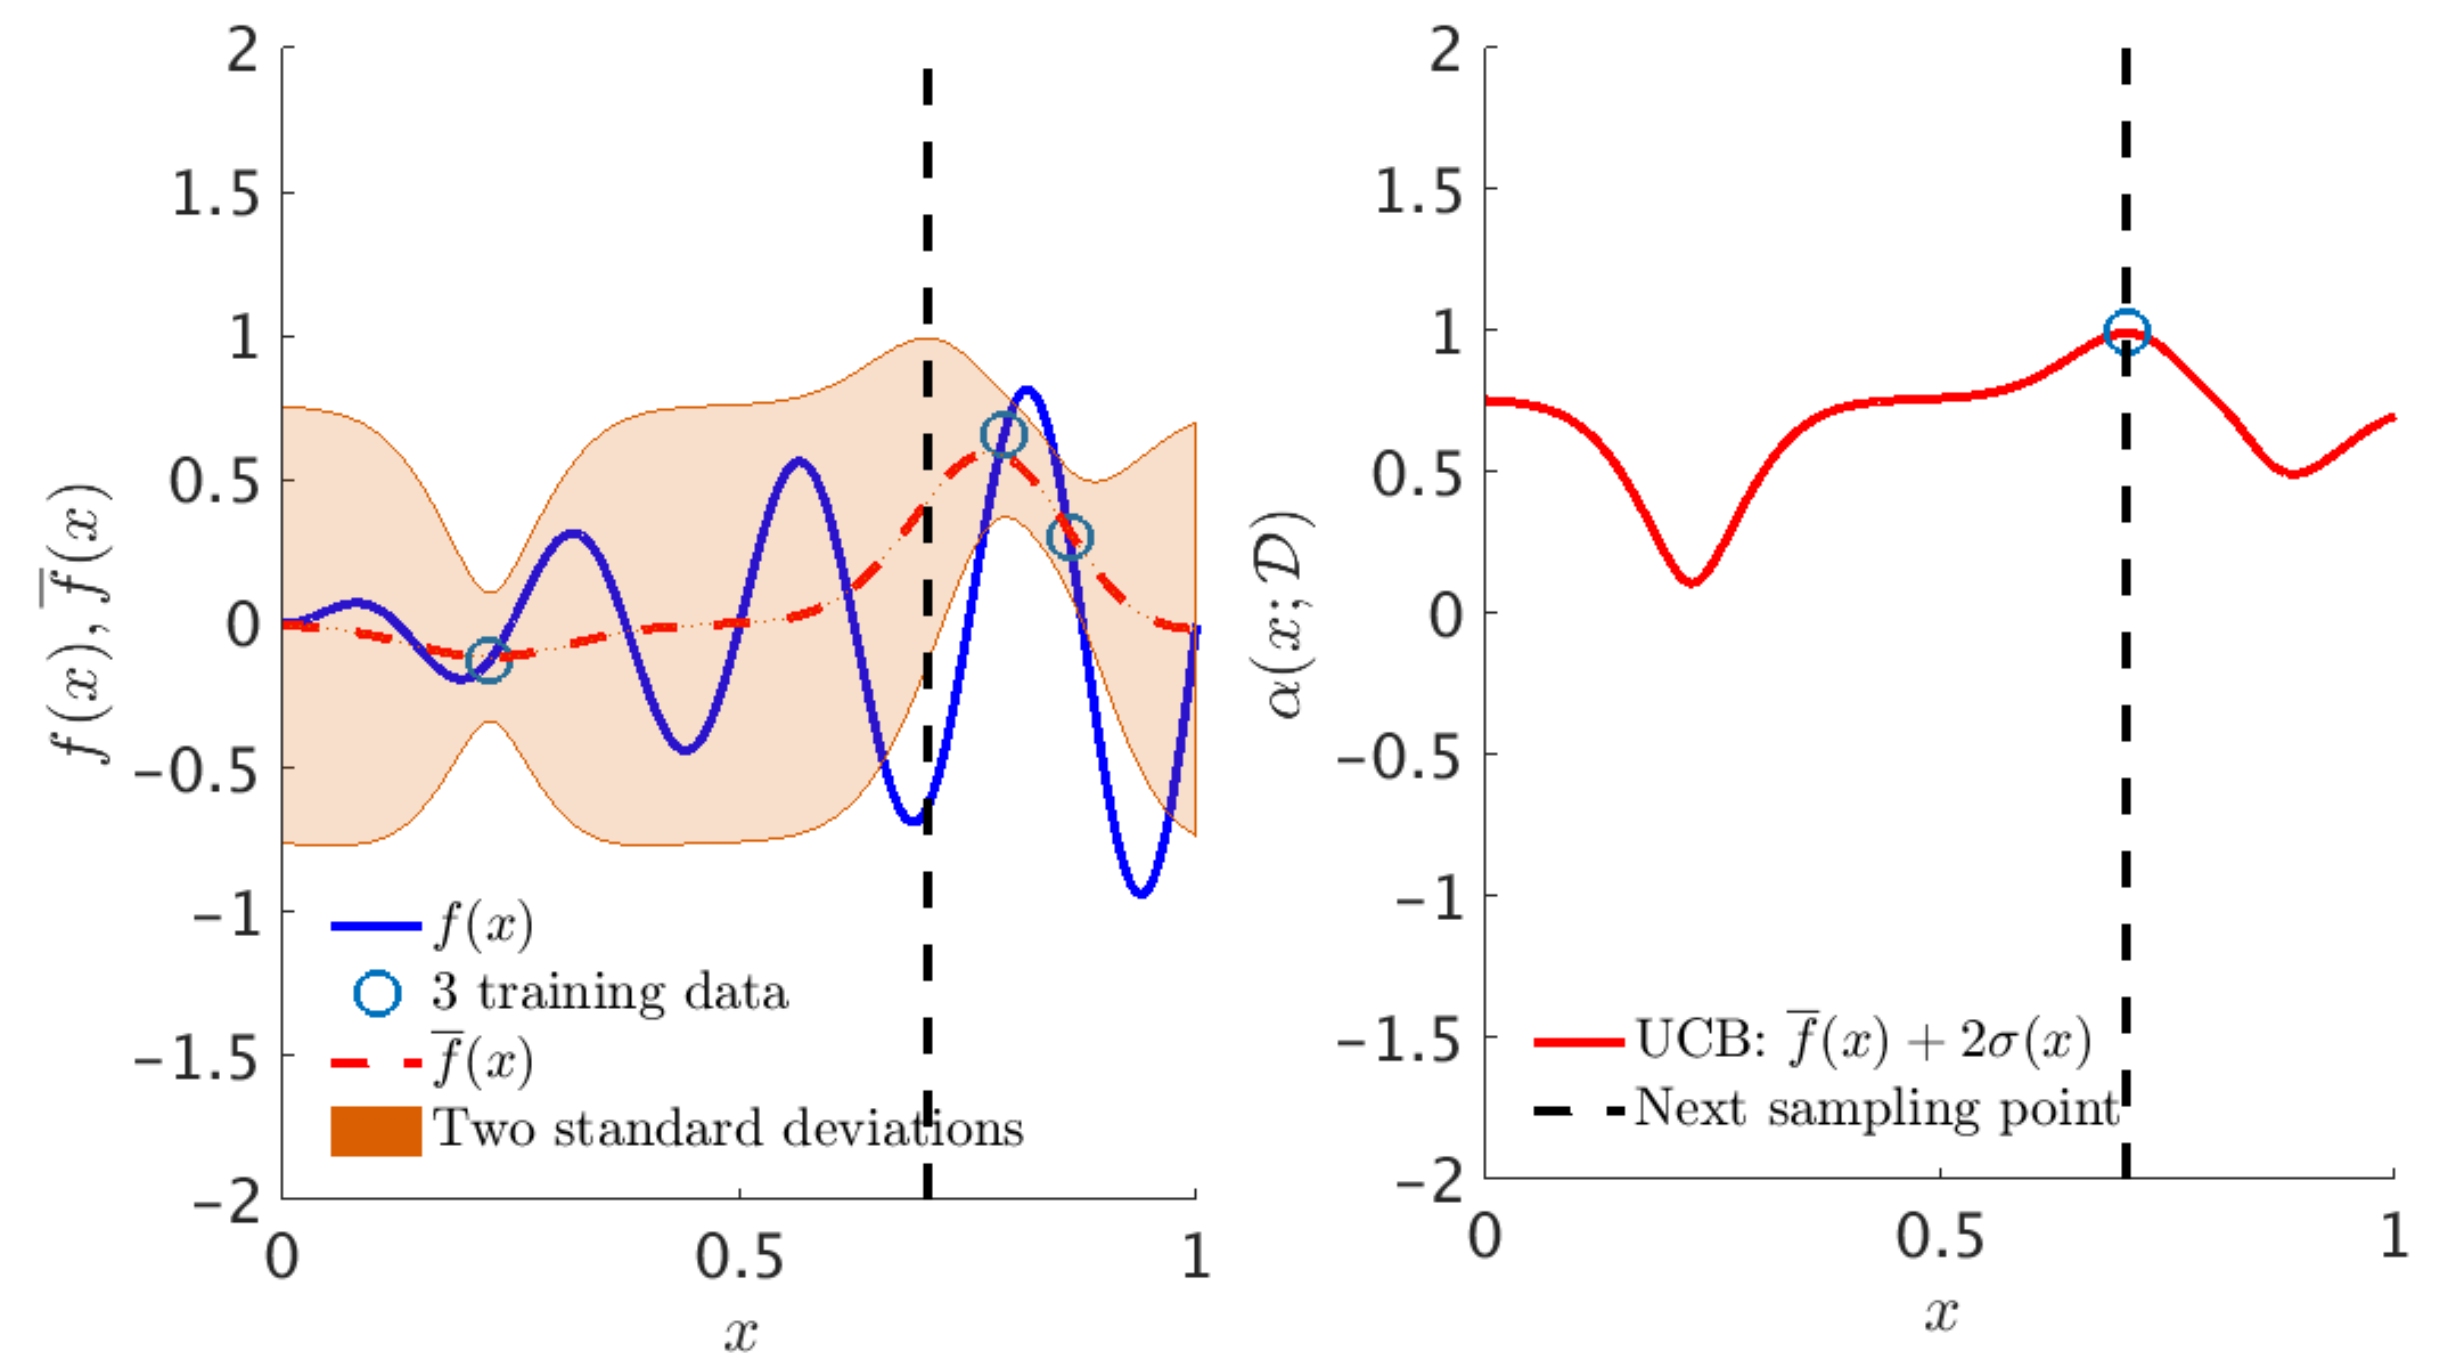 2
1.5
1
0.5
0
-0.5
-1
-1.5
-2
0
0.5
1
x
f(x), f̅(x)
f(x)
3 training data
f̅(x)
Two standard deviations
2
1.5
1
0.5
0
-0.5
-1
-1.5
-2
0
0.5
1
x
α(x; 𝒟)
UCB: f̅(x) + 2σ(x)
Next sampling point